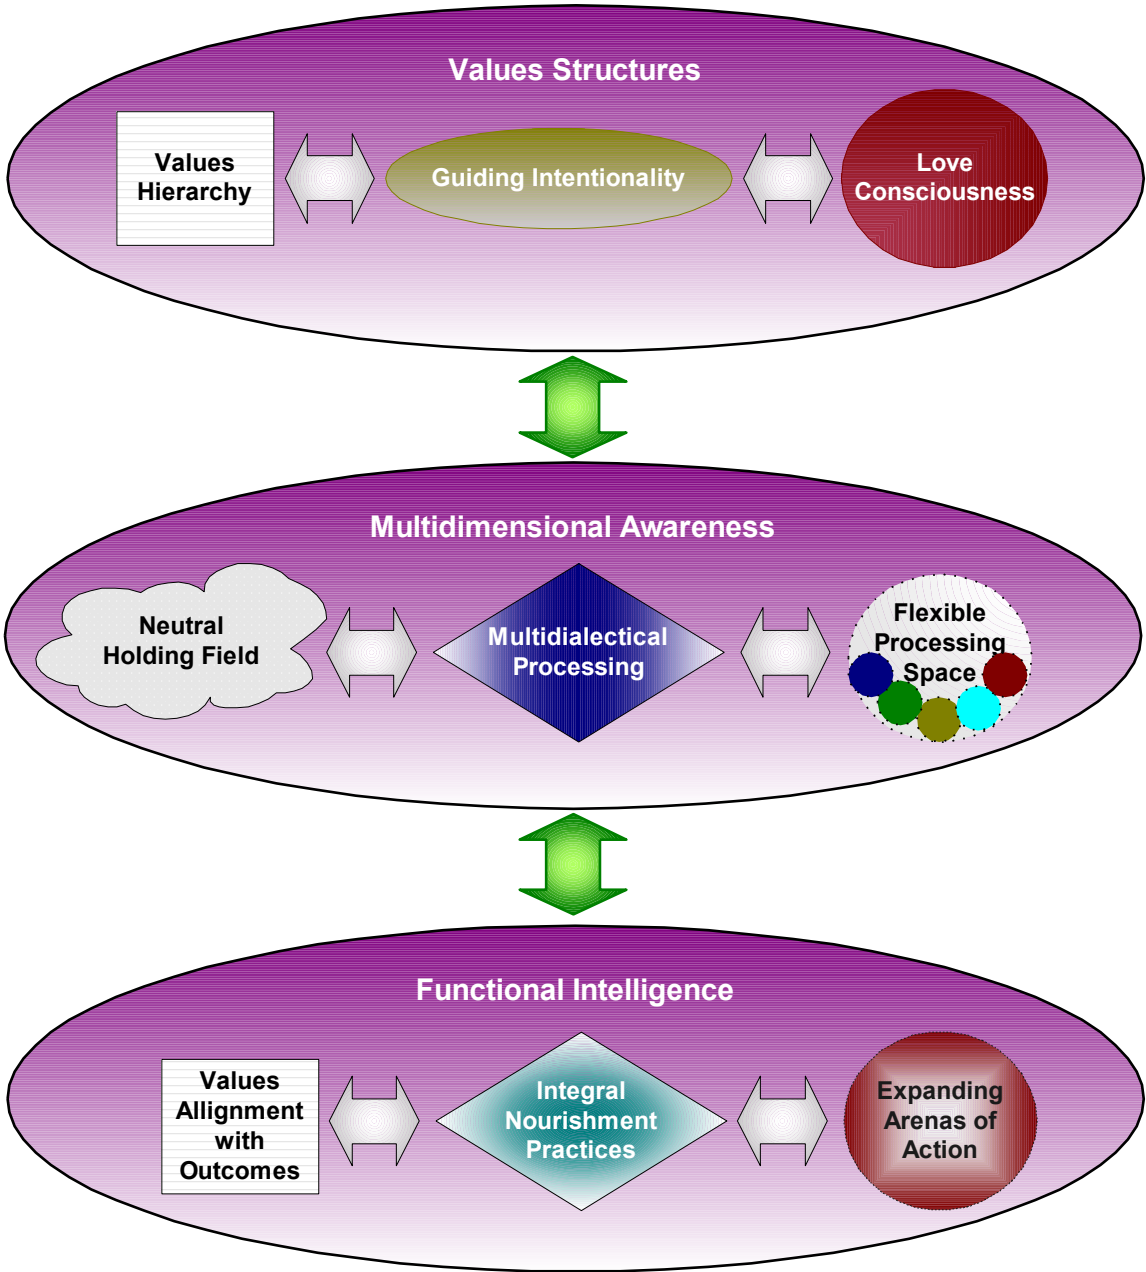 Values Structures
Values
Hierarchy
Guiding Intentionality
Love
Consciousness
Multidimensional Awareness
Neutral
Holding Field
Multidialectical
Processing
Flexible
Processing
Space
Functional Intelligence
Values
Allignment
with
Outcomes
Integral
Nourishment
Practices
Expanding
Arenas of
Action